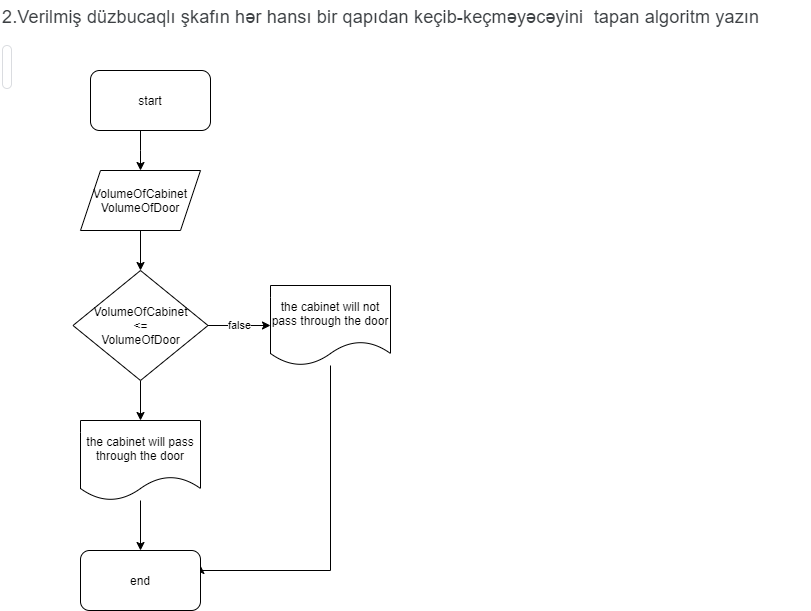 2.Verilmiş düzbucaqlı şkafın hər hansı bir qapıdan keçib-keçməyəcəyini tapan algoritm yazın
start
VolumeOfCabinet
VolumeOfDoor
VolumeOfCabinet
<=
VolumeOfDoor
false
the cabinet will not
pass through the door
the cabinet will pass
through the door
end